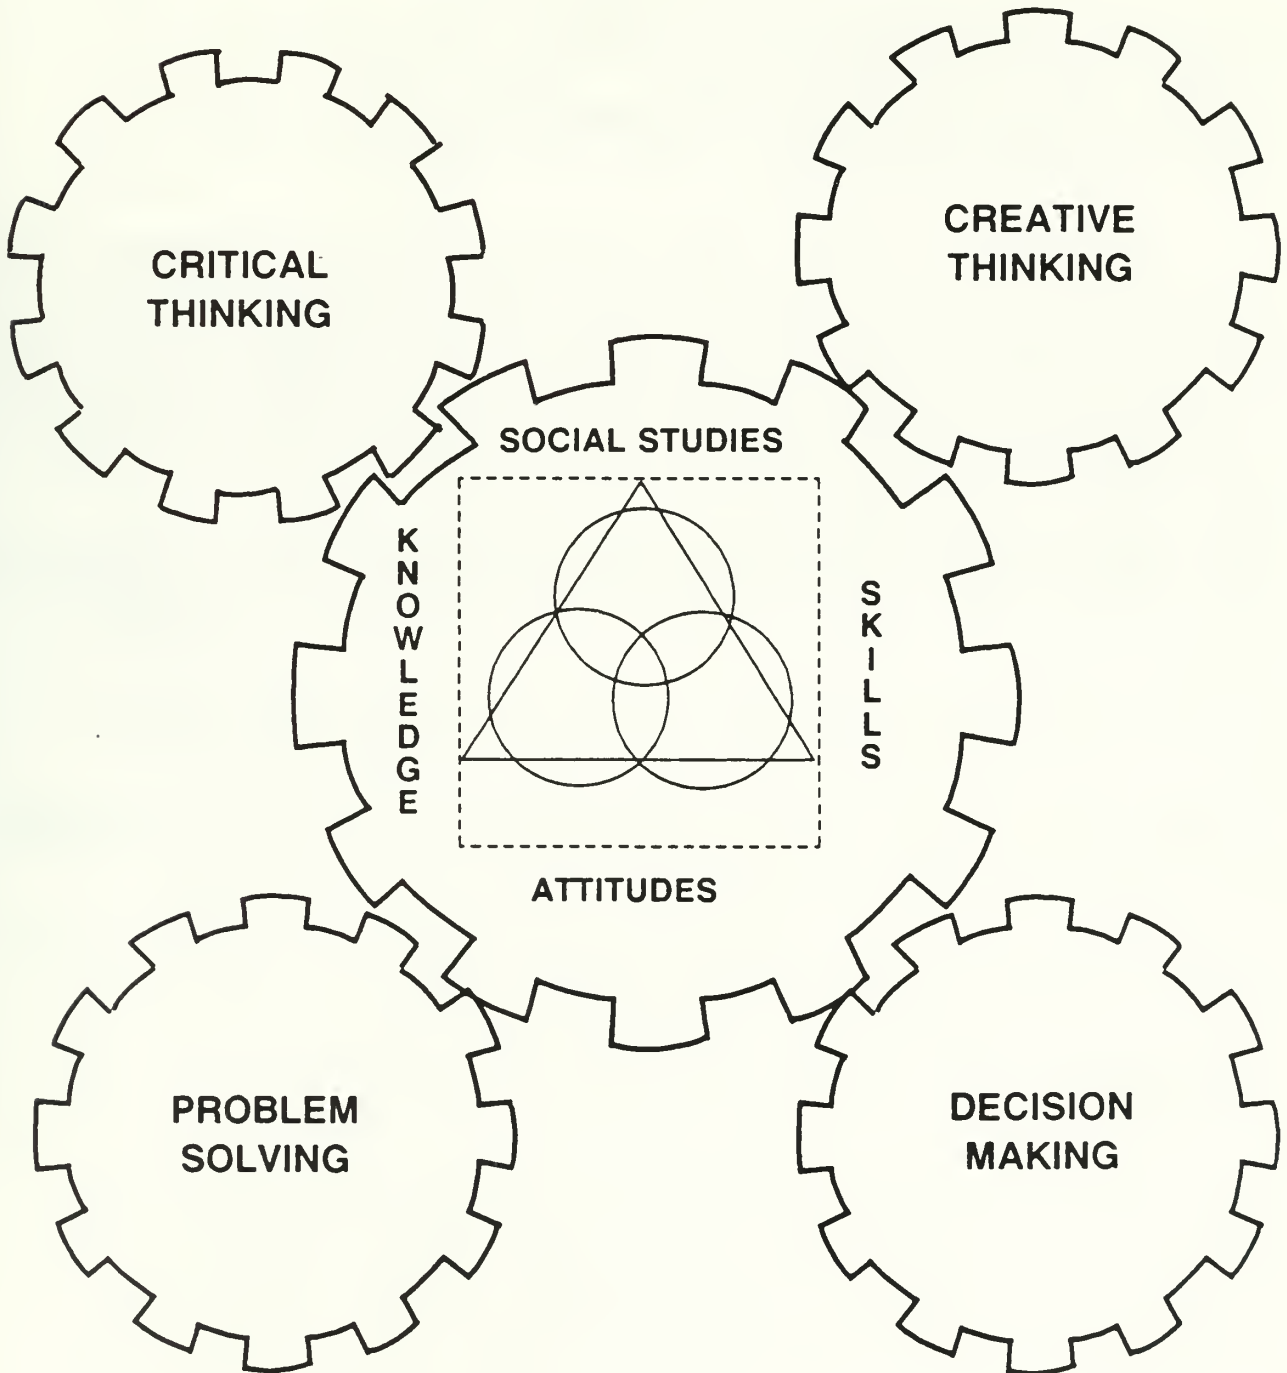 CRITICAL
THINKING
CREATIVE
THINKING
SOCIAL STUDIES
KNOWLEDGE
SKILLS
ATTITUDES
PROBLEM
SOLVING
DECISION
MAKING